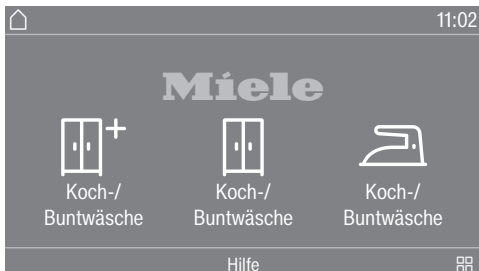 11:02
Miele
Koch-/ Koch-/ Koch-/
Buntwäsche Buntwäsche Buntwäsche
Hilfe